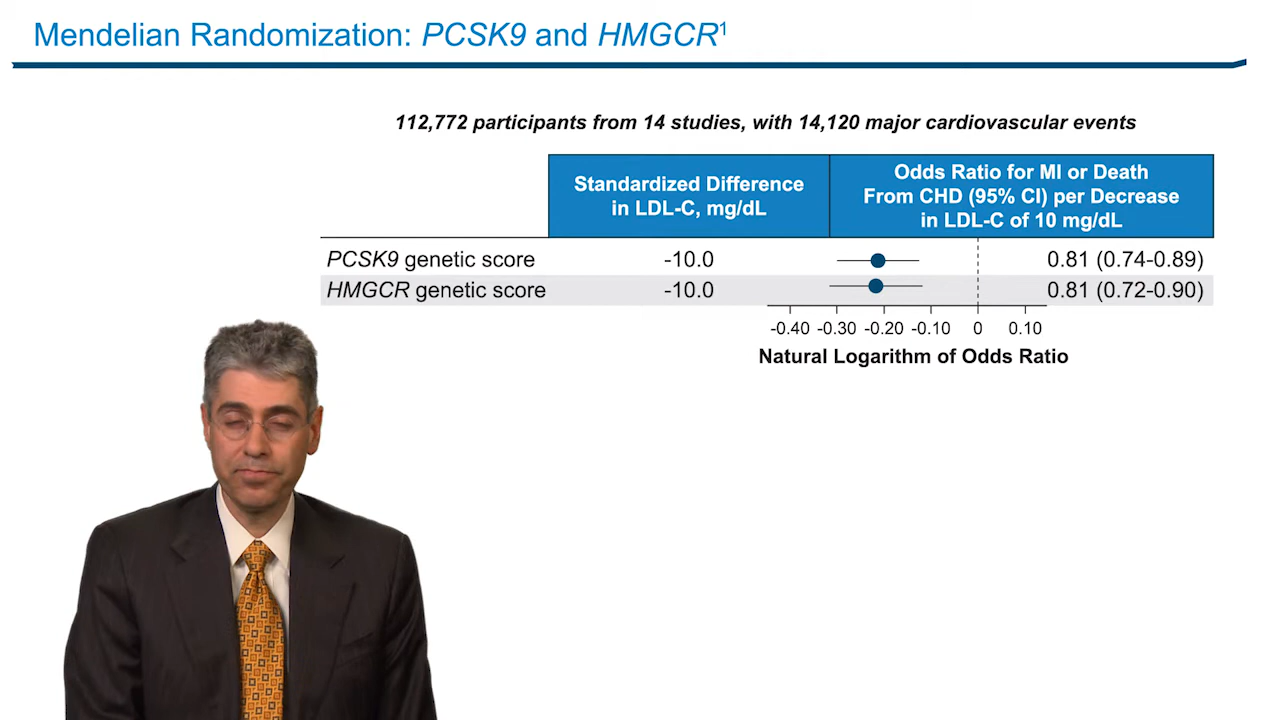 Mendelian Randomization: PCSK9 and HMGCR1
112,772 participants from 14 studies, with 14,120 major cardiovascular events
Standardized Difference
in LDL-C, mg/dL
Odds Ratio for MI or Death
From CHD (95% CI) per Decrease
in LDL-C of 10 mg/dL
PCSK9 genetic score -10.0 0.81 (0.74-0.89)
HMGCR genetic score -10.0 0.81 (0.72-0.90)
-0.40 -0.30 -0.20 -0.10 0 0.10
Natural Logarithm of Odds Ratio